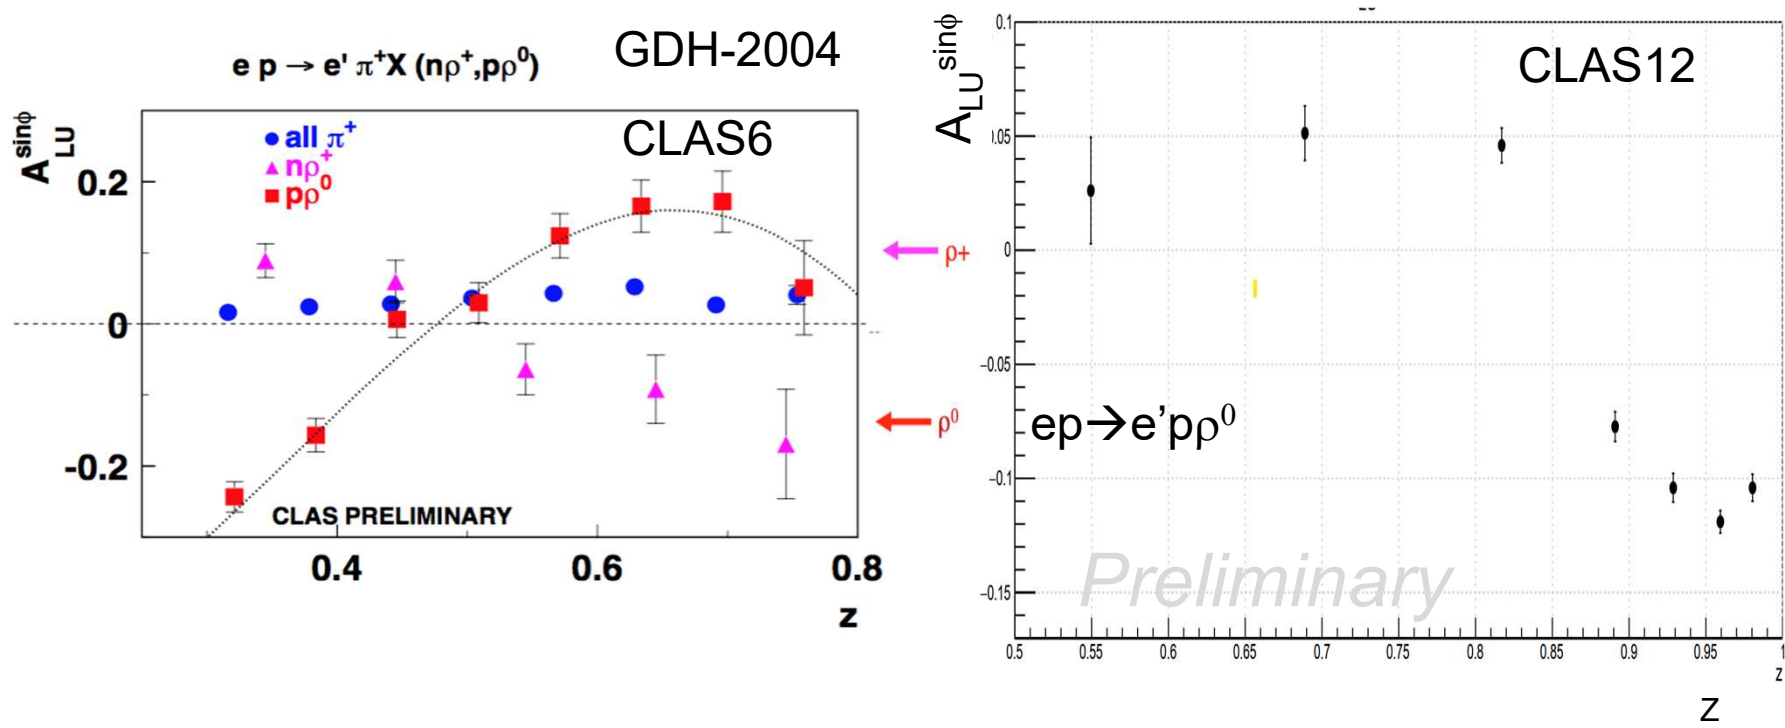 GDH-2004
e p → e' π⁺X (nρ⁺,pρ⁰)
CLAS6
all π⁺
nρ⁺
pρ⁰
A_LU^sinϕ
0.2
0
-0.2
CLAS PRELIMINARY
0.4 0.6 0.8
z
ρ+
ρ⁰
CLAS12
A_LU^sinϕ
0.1
0.05
0
−0.05
−0.1
−0.15
ep→e’pρ⁰
Preliminary
0.5 0.55 0.6 0.65 0.7 0.75 0.8 0.85 0.9 0.95 1
z
Z